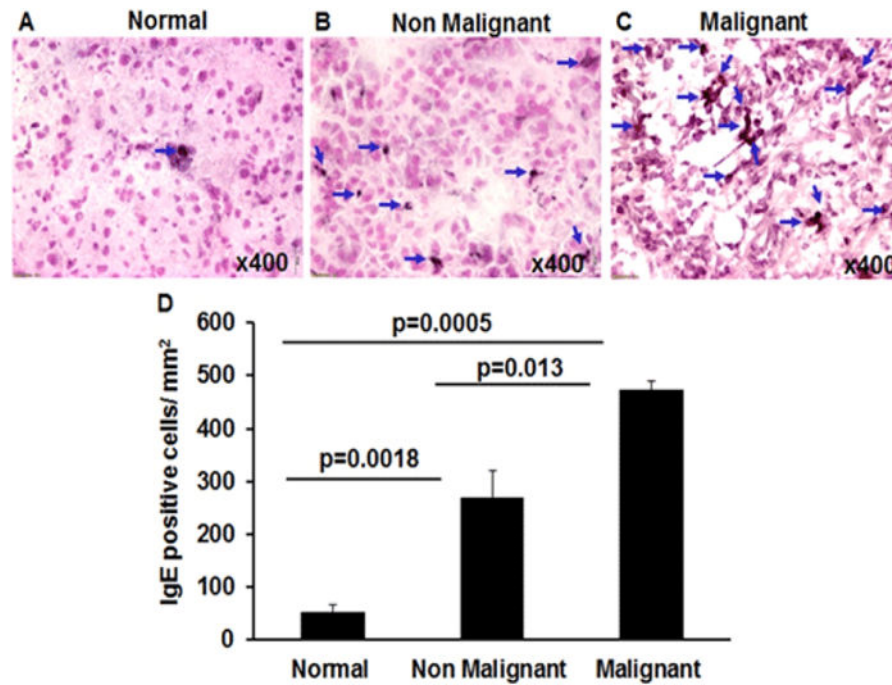 A Normal
B Non Malignant
C Malignant
x400
x400
x400
D
600
500
400
300
200
100
0
IgE positive cells/ mm²
p=0.0005
p=0.013
p=0.0018
Normal
Non Malignant
Malignant